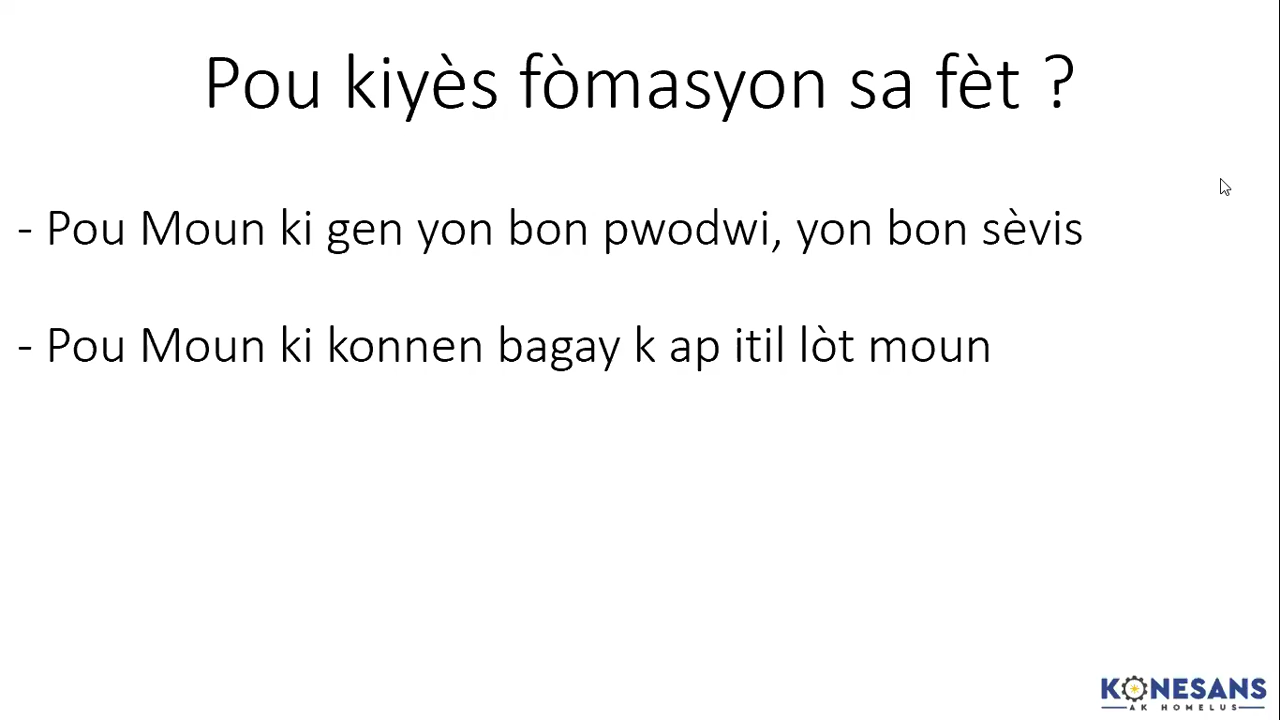 Pou kiyès fòmasyon sa fèt ?
- Pou Moun ki gen yon bon pwodwi, yon bon sèvis
- Pou Moun ki konnen bagay k ap itil lòt moun
KONESANS
AK HOMELUS